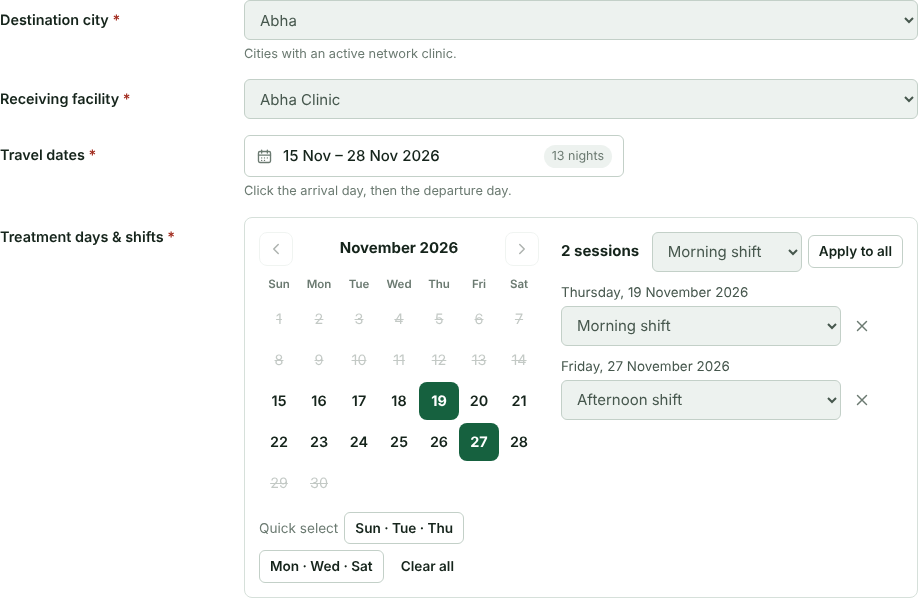 Destination city *
Abha
Cities with an active network clinic.
Receiving facility *
Abha Clinic
Travel dates *
15 Nov – 28 Nov 2026
13 nights
Click the arrival day, then the departure day.
Treatment days & shifts *
November 2026
Sun Mon Tue Wed Thu Fri Sat
1 2 3 4 5 6 7
8 9 10 11 12 13 14
15 16 17 18 19 20 21
22 23 24 25 26 27 28
29 30
Quick select Sun · Tue · Thu
Mon · Wed · Sat Clear all
2 sessions Morning shift Apply to all
Thursday, 19 November 2026
Morning shift
Friday, 27 November 2026
Afternoon shift